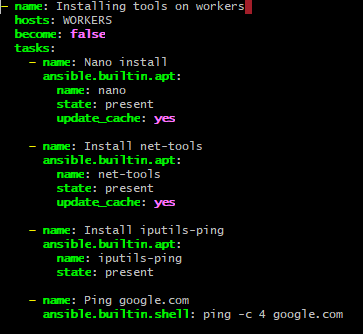 - name: Installing tools on workers
  hosts: WORKERS
  become: false
  tasks:
    - name: Nano install
      ansible.builtin.apt:
        name: nano
        state: present
        update_cache: yes

    - name: Install net-tools
      ansible.builtin.apt:
        name: net-tools
        state: present
        update_cache: yes

    - name: Install iputils-ping
      ansible.builtin.apt:
        name: iputils-ping
        state: present

    - name: Ping google.com
      ansible.builtin.shell: ping -c 4 google.com